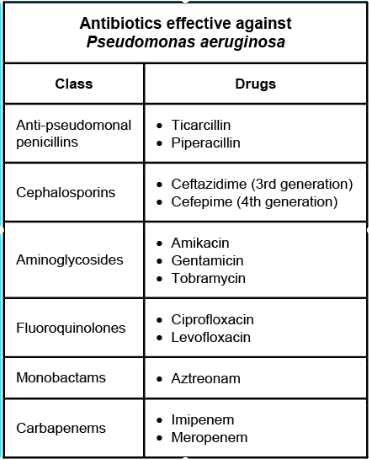 Antibiotics effective against
Pseudomonas aeruginosa
Class
Drugs
Anti-pseudomonal
penicillins
• Ticarcillin
• Piperacillin
Cephalosporins
• Ceftazidime (3rd generation)
• Cefepime (4th generation)
Aminoglycosides
• Amikacin
• Gentamicin
• Tobramycin
Fluoroquinolones
• Ciprofloxacin
• Levofloxacin
Monobactams
• Aztreonam
Carbapenems
• Imipenem
• Meropenem